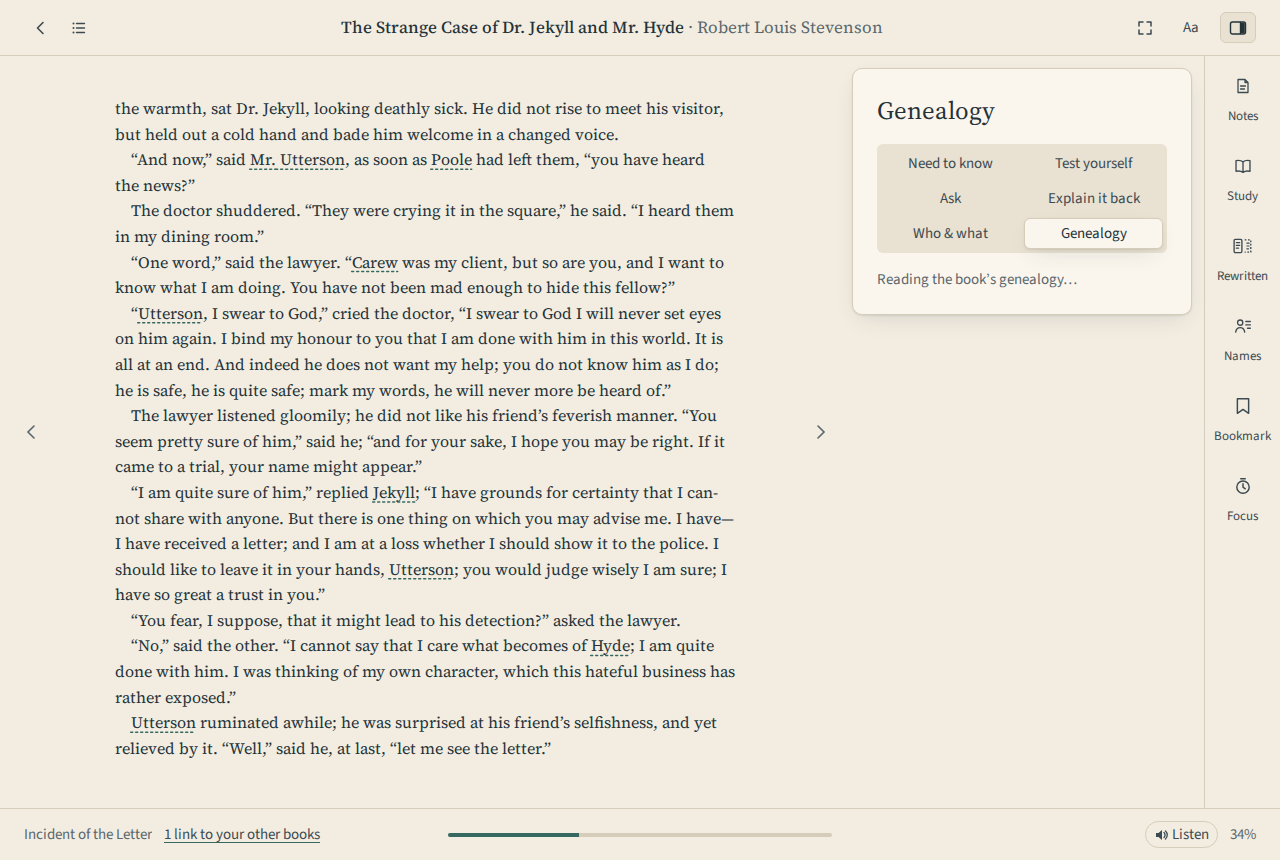 The Strange Case of Dr. Jekyll and Mr. Hyde · Robert Louis Stevenson
Aa
the warmth, sat Dr. Jekyll, looking deathly sick. He did not rise to meet his visitor,
but held out a cold hand and bade him welcome in a changed voice.
“And now,” said Mr. Utterson, as soon as Poole had left them, “you have heard
the news?”
The doctor shuddered. “They were crying it in the square,” he said. “I heard them
in my dining room.”
“One word,” said the lawyer. “Carew was my client, but so are you, and I want to
know what I am doing. You have not been mad enough to hide this fellow?”
“Utterson, I swear to God,” cried the doctor, “I swear to God I will never set eyes
on him again. I bind my honour to you that I am done with him in this world. It is
all at an end. And indeed he does not want my help; you do not know him as I do;
he is safe, he is quite safe; mark my words, he will never more be heard of.”
The lawyer listened gloomily; he did not like his friend’s feverish manner. “You
seem pretty sure of him,” said he; “and for your sake, I hope you may be right. If it
came to a trial, your name might appear.”
“I am quite sure of him,” replied Jekyll; “I have grounds for certainty that I can-
not share with anyone. But there is one thing on which you may advise me. I have—
I have received a letter; and I am at a loss whether I should show it to the police. I
should like to leave it in your hands, Utterson; you would judge wisely I am sure; I
have so great a trust in you.”
“You fear, I suppose, that it might lead to his detection?” asked the lawyer.
“No,” said the other. “I cannot say that I care what becomes of Hyde; I am quite
done with him. I was thinking of my own character, which this hateful business has
rather exposed.”
Utterson ruminated awhile; he was surprised at his friend’s selfishness, and yet
relieved by it. “Well,” said he, at last, “let me see the letter.”
Genealogy
Need to know
Test yourself
Ask
Explain it back
Who & what
Genealogy
Reading the book’s genealogy…
Notes
Study
Rewritten
Names
Bookmark
Focus
Incident of the Letter
1 link to your other books
Listen
34%